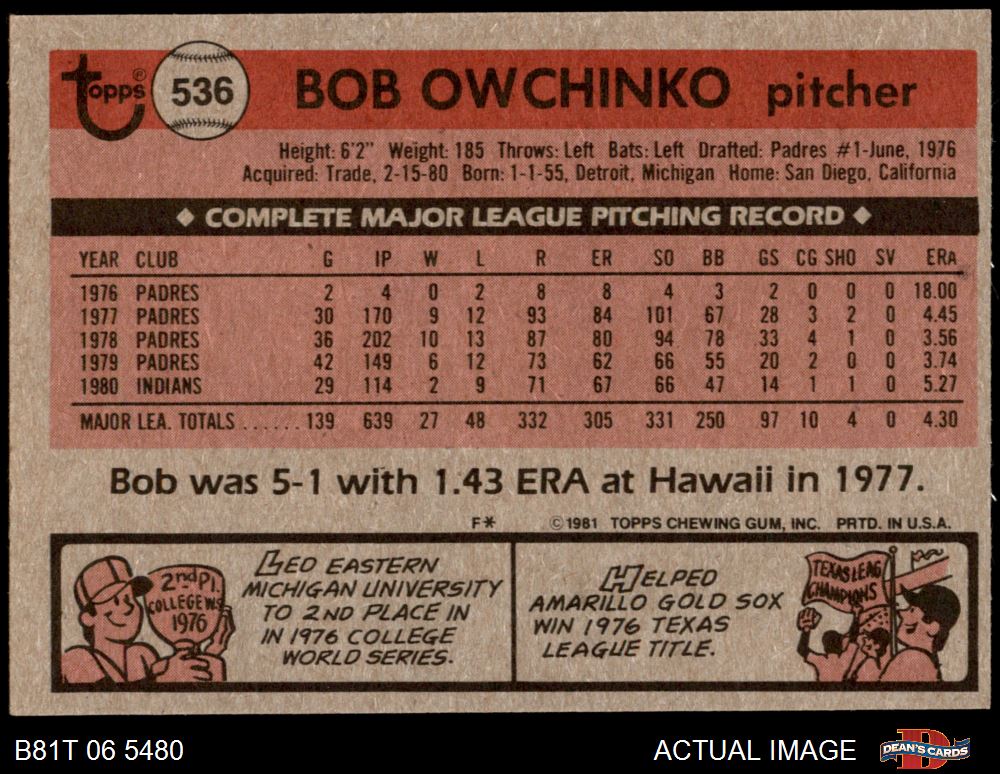 Topps® 536 BOB OWCHINKO pitcher
Height: 6'2" Weight: 185 Throws: Left Bats: Left Drafted: Padres #1-June, 1976
Acquired: Trade, 2-15-80 Born: 1-1-55, Detroit, Michigan Home: San Diego, California
◆ COMPLETE MAJOR LEAGUE PITCHING RECORD ◆
YEAR CLUB G IP W L R ER SO BB GS CG SHO SV ERA
1976 PADRES 2 4 0 2 8 8 4 3 2 0 0 0 18.00
1977 PADRES 30 170 9 12 93 84 101 67 28 3 2 0 4.45
1978 PADRES 36 202 10 13 87 80 94 78 33 4 1 0 3.56
1979 PADRES 42 149 6 12 73 62 66 55 20 2 0 0 3.74
1980 INDIANS 29 114 2 9 71 67 66 47 14 1 1 0 5.27
MAJOR LEA. TOTALS ...... 139 639 27 48 332 305 331 250 97 10 4 0 4.30
Bob was 5-1 with 1.43 ERA at Hawaii in 1977.
F* © 1981 TOPPS CHEWING GUM, INC. PRTD. IN U.S.A.
2nd Pl.
COLLEGE W.S.
1976
LED EASTERN
MICHIGAN UNIVERSITY
TO 2ND PLACE IN
IN 1976 COLLEGE
WORLD SERIES.
HELPED
AMARILLO GOLD SOX
WIN 1976 TEXAS
LEAGUE TITLE.
TEXAS LEAG
CHAMPIONS
B81T 06 5480 ACTUAL IMAGE DEAN'S CARDS